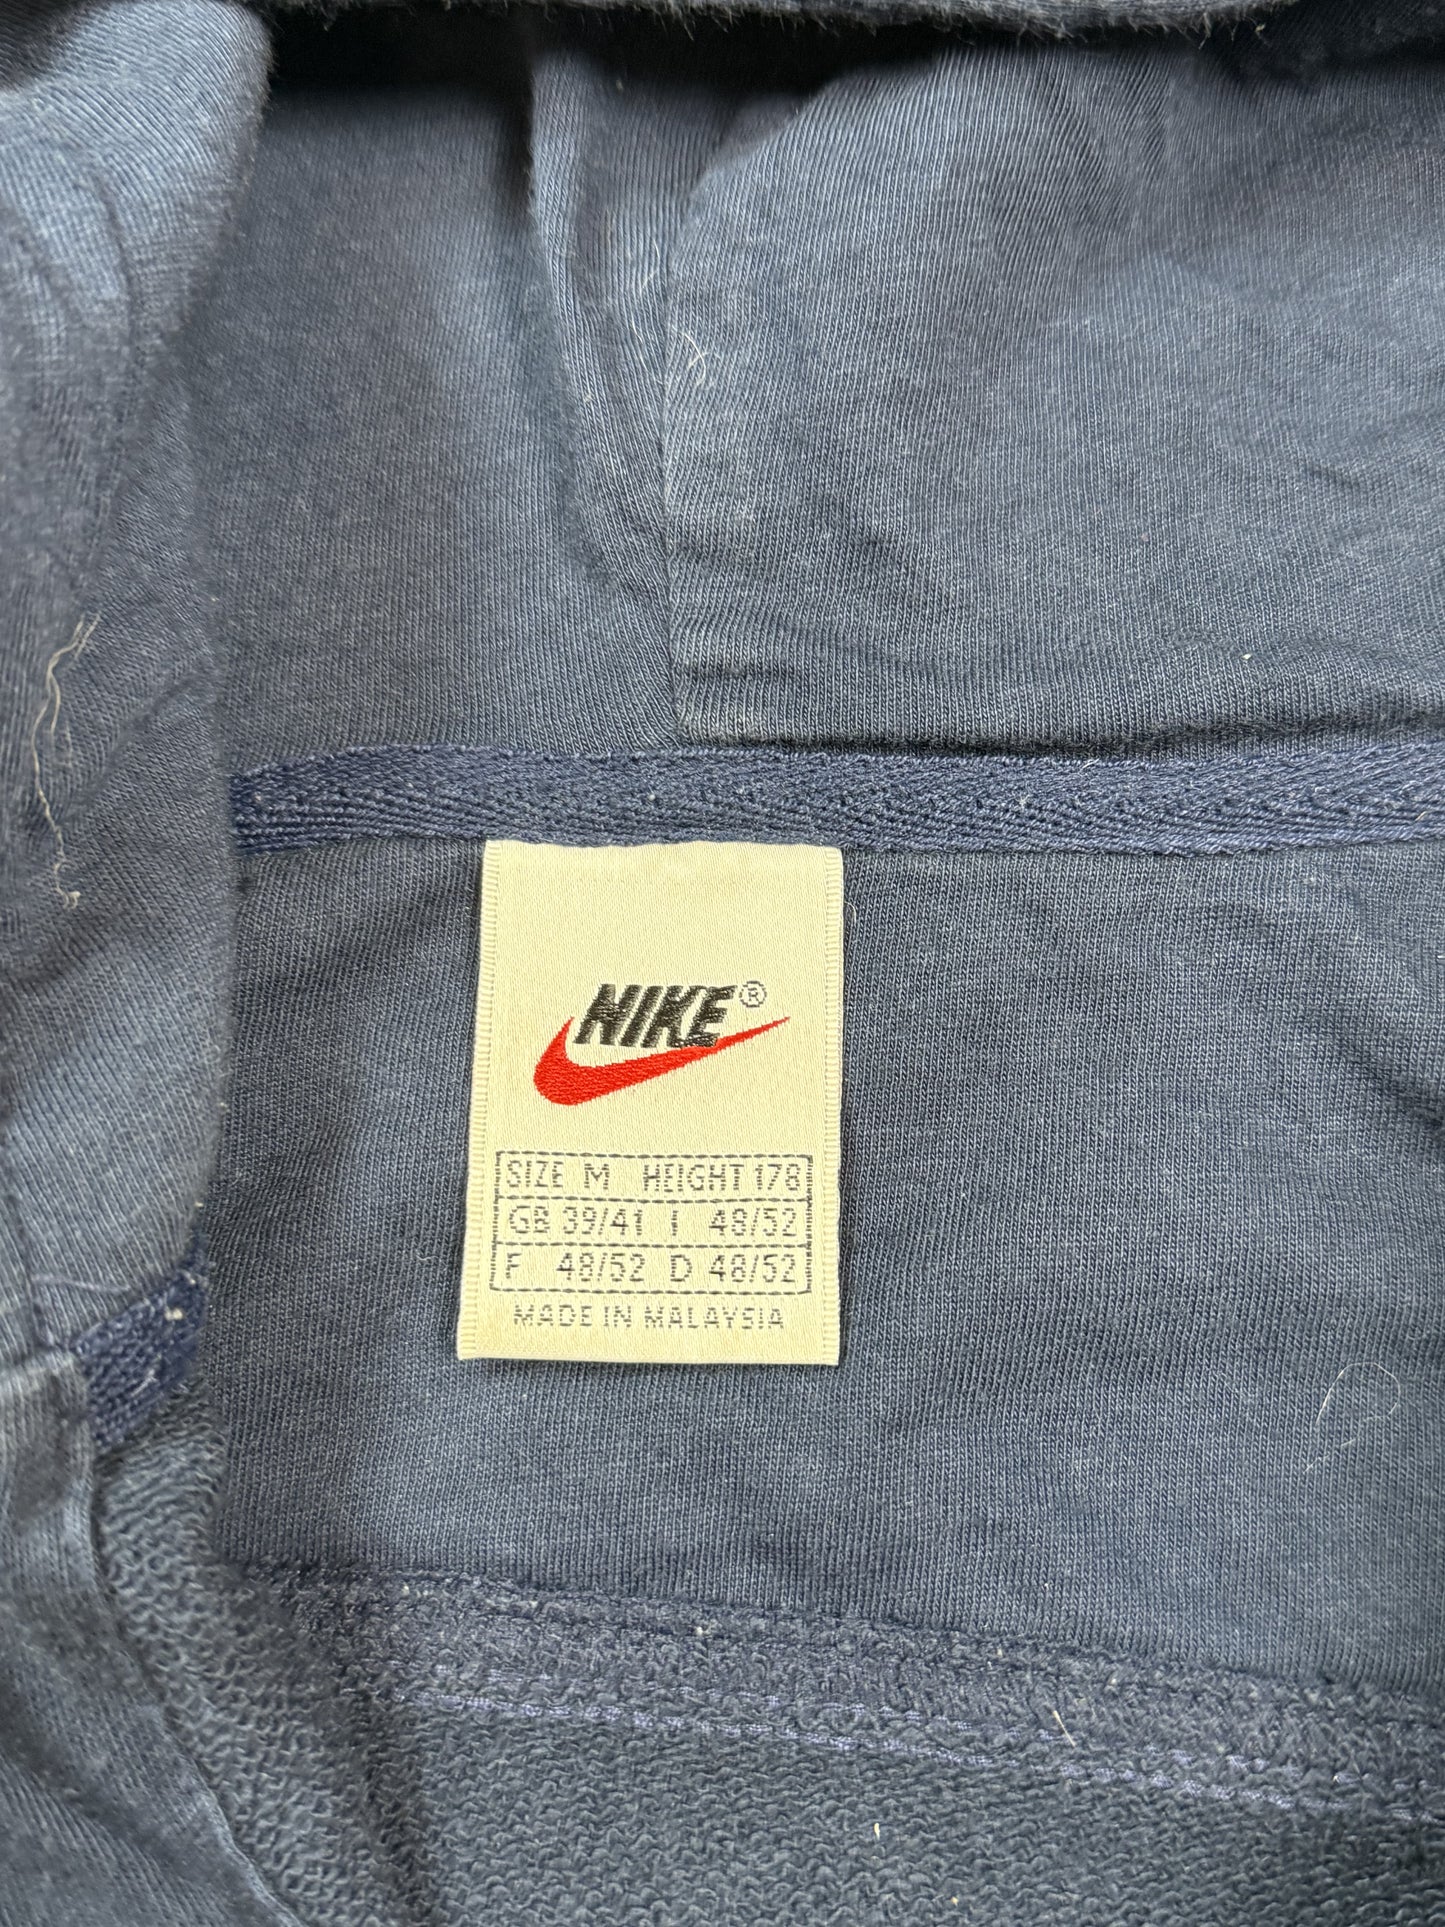 NIKE®
SIZE M HEIGHT 178
GB 39/41 I 48/52
F 48/52 D 48/52
MADE IN MALAYSIA